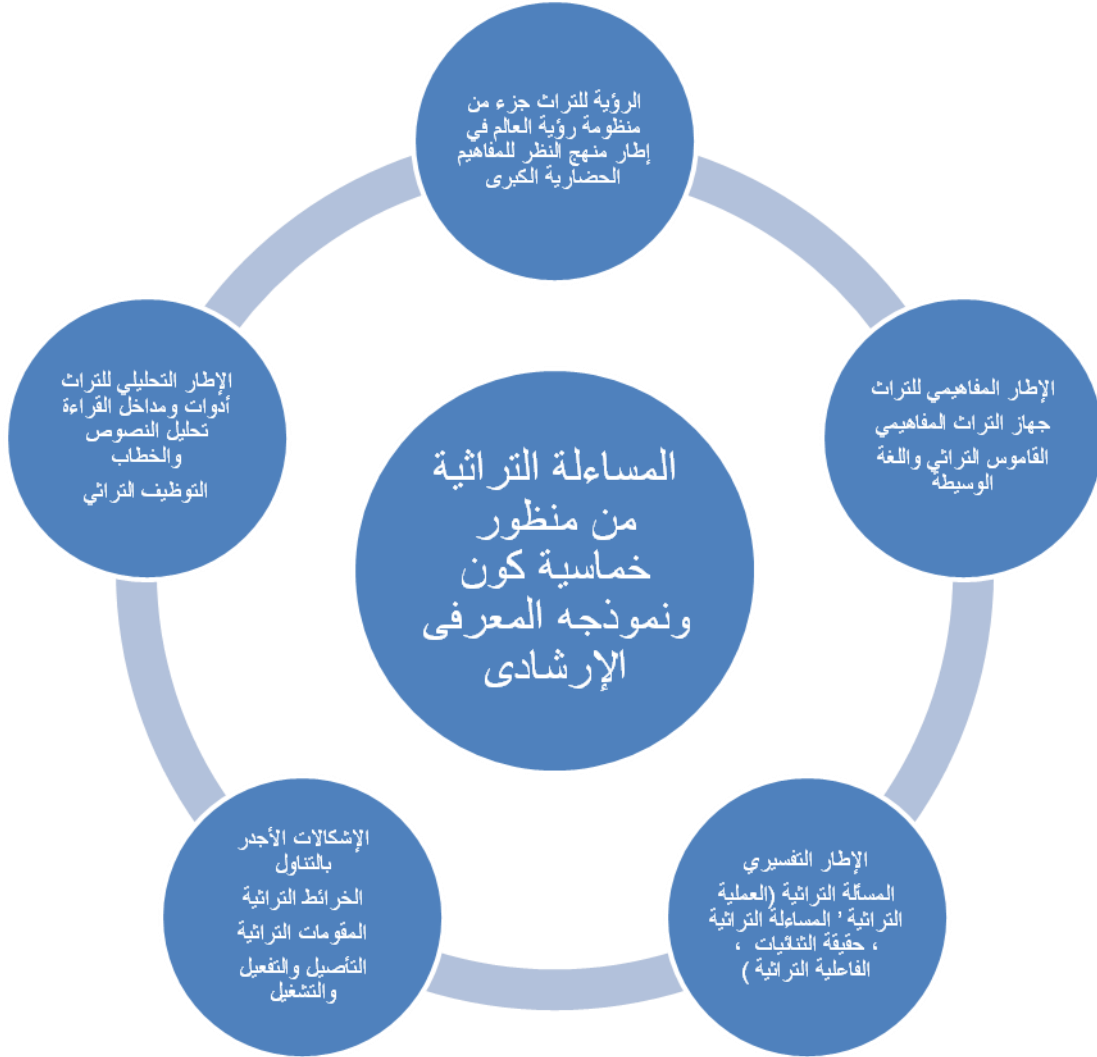 الرؤية للتراث جزء من
منظومة رؤية العالم في
إطار منهج النظر للمفاهيم
الحضارية الكبرى
الإطار المفاهيمي للتراث
جهاز التراث المفاهيمي
القاموس التراثي واللغة
الوسيطة
الإطار التفسيري
المسألة التراثية (العملية
التراثية ' المساءلة التراثية
، حقيقة الثنائيات ،
الفاعلية التراثية )
الإشكالات الأجدر
بالتناول
الخرائط التراثية
المقومات التراثية
التأصيل والتفعيل
والتشغيل
الإطار التحليلي للتراث
أدوات ومداخل القراءة
تحليل النصوص
والخطاب
التوظيف التراثي
المساءلة التراثية
من منظور
خماسية كون
ونموذجه المعرفى
الإرشادى